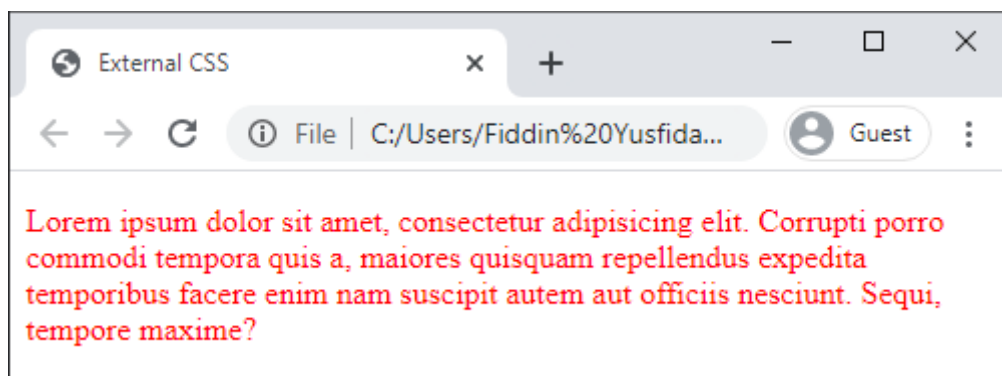 External CSS
File C:/Users/Fiddin%20Yusfida... Guest
Lorem ipsum dolor sit amet, consectetur adipisicing elit. Corrupti porro
commodi tempora quis a, maiores quisquam repellendus expedita
temporibus facere enim nam suscipit autem aut officiis nesciunt. Sequi,
tempore maxime?